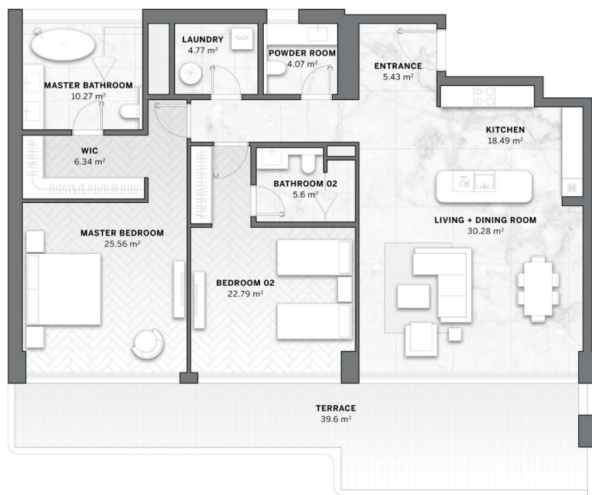 LAUNDRY
4.77 m²
POWDER ROOM
4.07 m²
ENTRANCE
5.43 m²
MASTER BATHROOM
10.27 m²
KITCHEN
18.49 m²
WIC
6.34 m²
BATHROOM 02
5.6 m²
LIVING + DINING ROOM
30.28 m²
MASTER BEDROOM
25.56 m²
BEDROOM 02
22.79 m²
TERRACE
39.6 m²